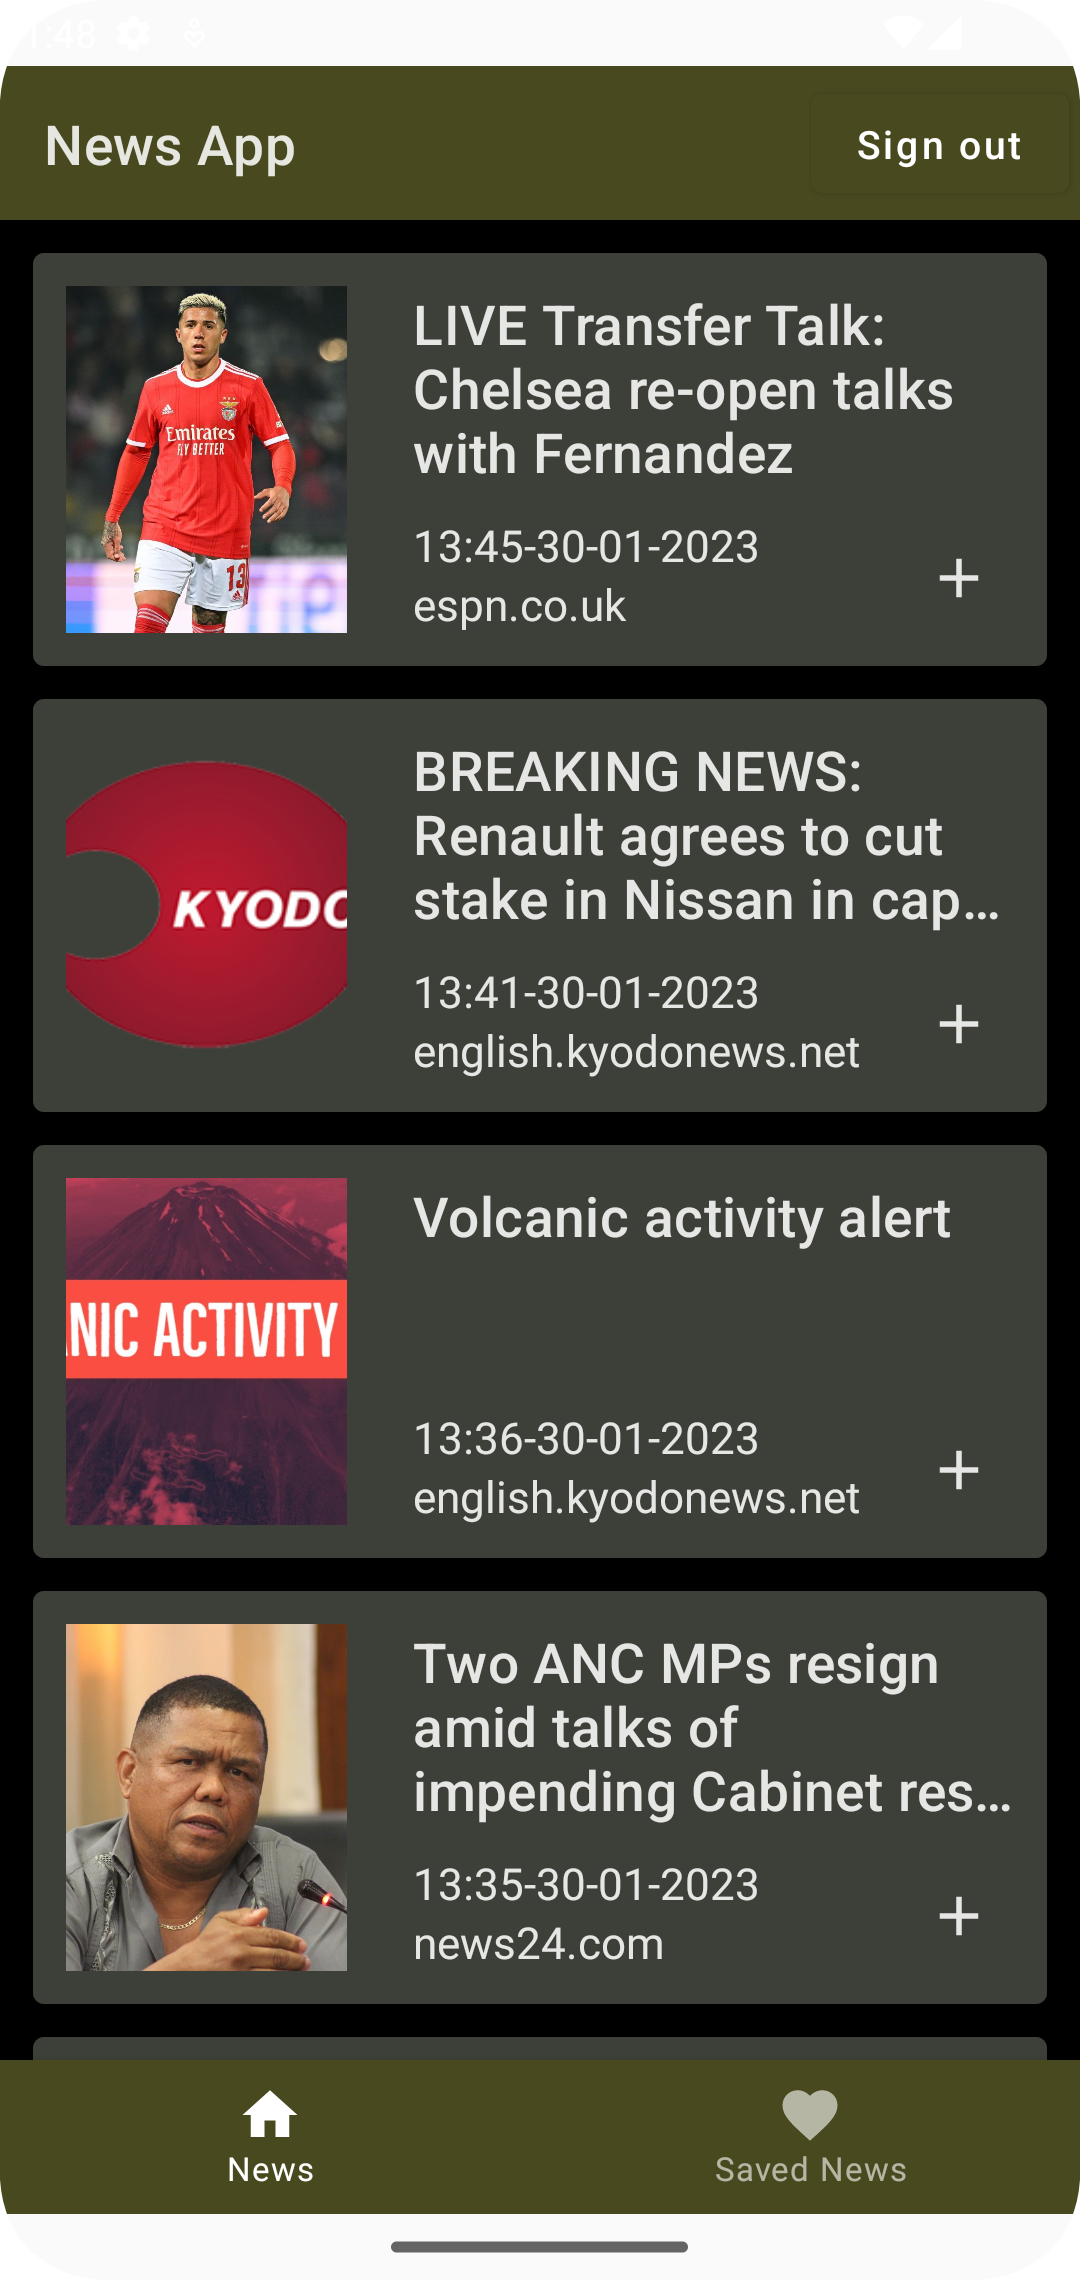 1:48
News App
Sign out
LIVE Transfer Talk:
Chelsea re-open talks
with Fernandez
Emirates
FLY BETTER
13
13:45-30-01-2023
espn.co.uk
BREAKING NEWS:
Renault agrees to cut
stake in Nissan in cap...
KYODO
13:41-30-01-2023
english.kyodonews.net
Volcanic activity alert
NIC ACTIVITY
13:36-30-01-2023
english.kyodonews.net
Two ANC MPs resign
amid talks of
impending Cabinet res...
13:35-30-01-2023
news24.com
News
Saved News